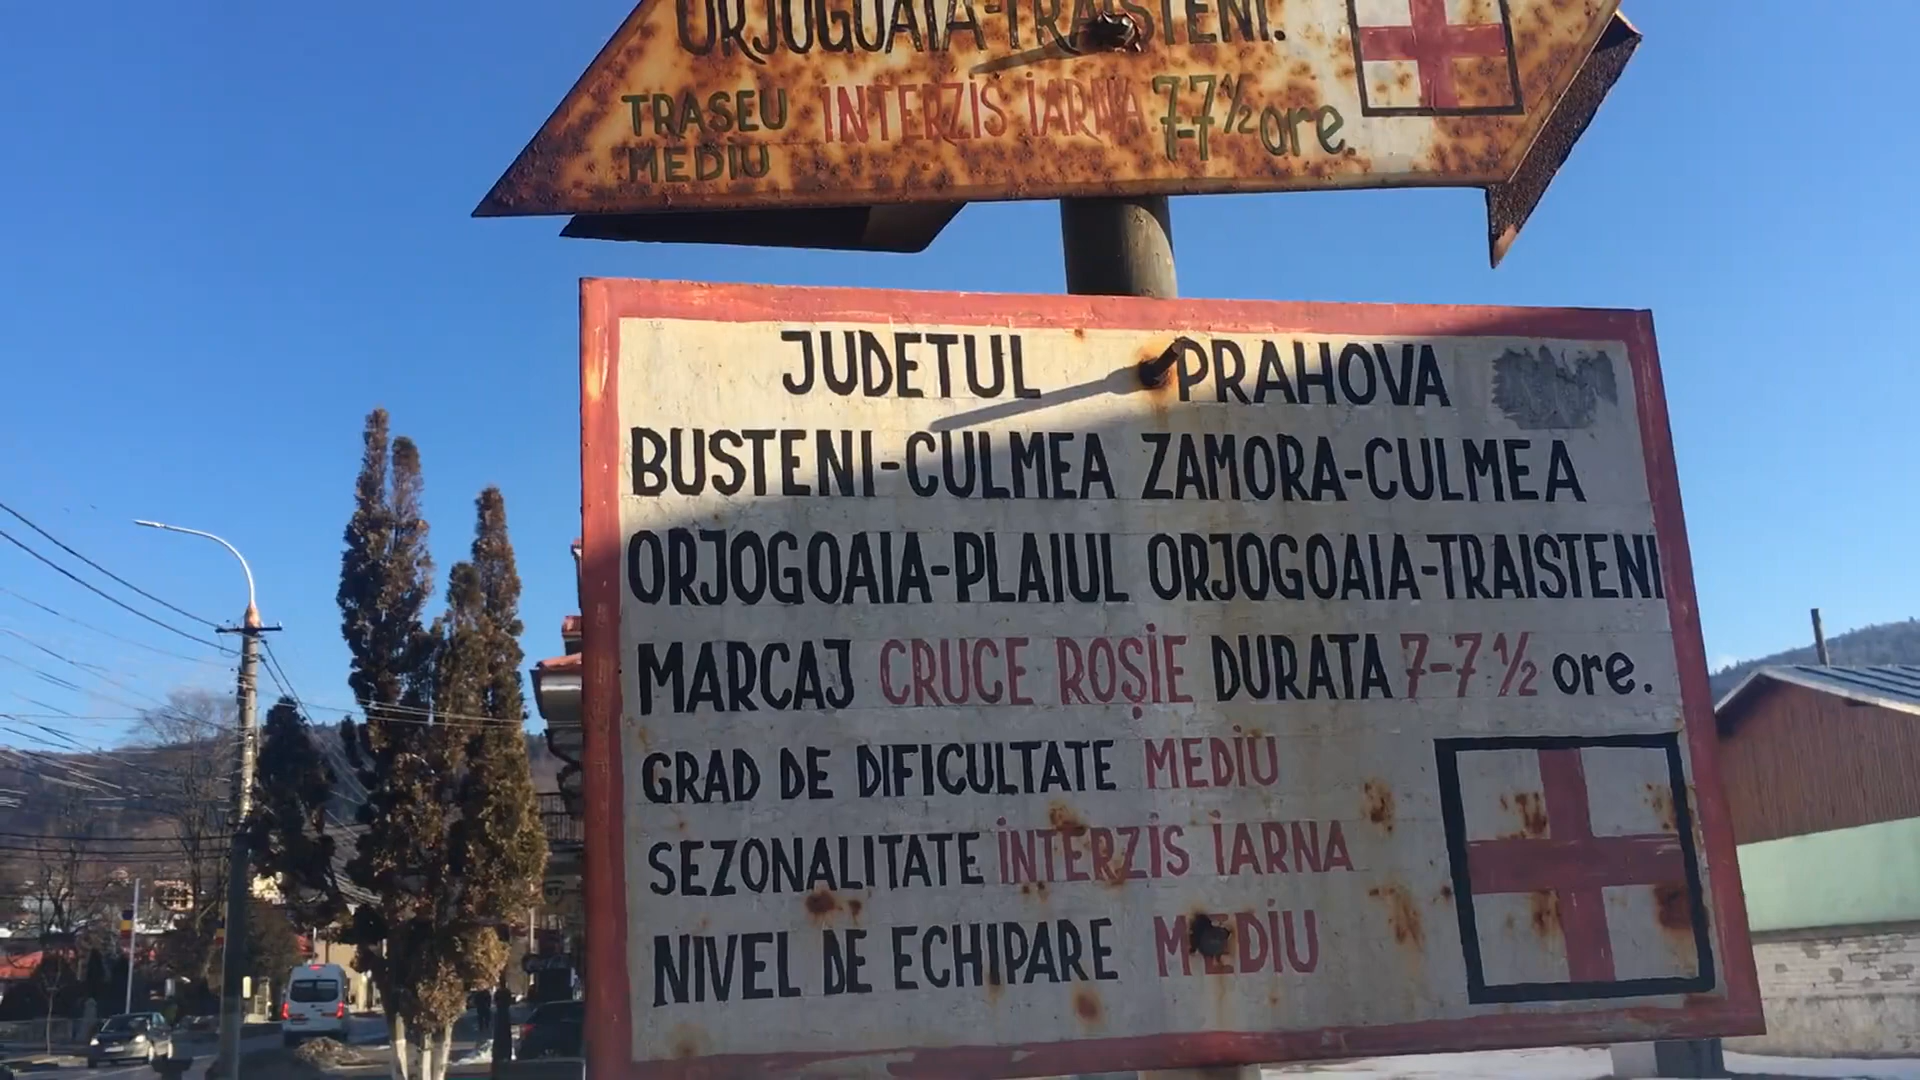 ORJOGOAIA-TRAISTENI.
TRASEU INTERZIS IARNA 7-7 1/2 ore.
MEDIU
JUDETUL PRAHOVA
BUSTENI-CULMEA ZAMORA-CULMEA
ORJOGOAIA-PLAIUL ORJOGOAIA-TRAISTENI
MARCAJ CRUCE ROȘIE DURATA 7-7 1/2 ore.
GRAD DE DIFICULTATE MEDIU
SEZONALITATE INTERZIS IARNA
NIVEL DE ECHIPARE MEDIU